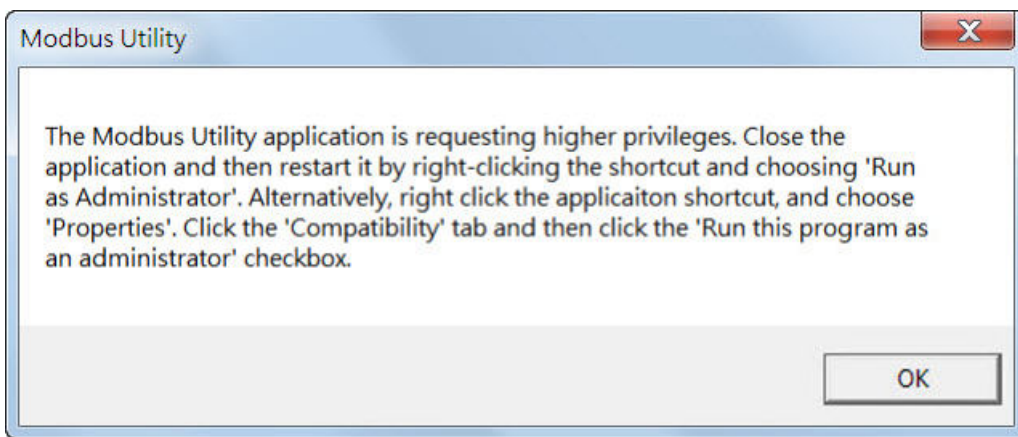 Modbus Utility
The Modbus Utility application is requesting higher privileges. Close the
application and then restart it by right-clicking the shortcut and choosing 'Run
as Administrator'. Alternatively, right click the applicaiton shortcut, and choose
'Properties'. Click the 'Compatibility' tab and then click the 'Run this program as
an administrator' checkbox.
OK